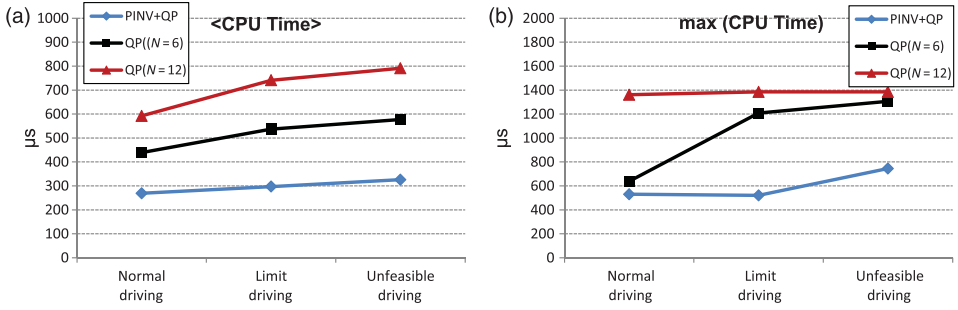 (a)
<CPU Time>
PINV+QP
QP((N = 6)
QP(N = 12)
1000
900
800
700
600
500
400
300
200
100
0
µs
Normal driving
Limit driving
Unfeasible driving
(b)
max (CPU Time)
PINV+QP
QP(N = 6)
QP(N = 12)
2000
1800
1600
1400
1200
1000
800
600
400
200
0
µs
Normal driving
Limit driving
Unfeasible driving